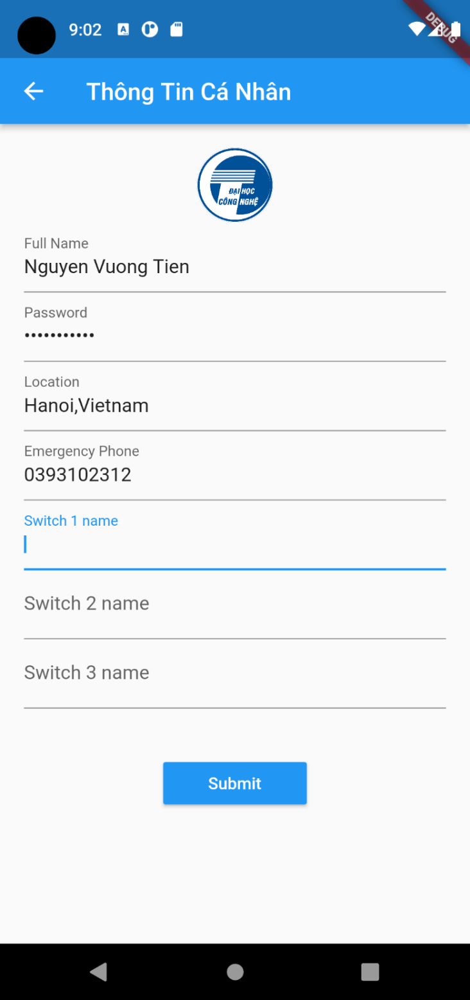 9:02
DEBUG
Thông Tin Cá Nhân
ĐẠI HỌC
CÔNG NGHỆ
Full Name
Nguyen Vuong Tien
Password
•••••••••••
Location
Hanoi,Vietnam
Emergency Phone
0393102312
Switch 1 name
Switch 2 name
Switch 3 name
Submit